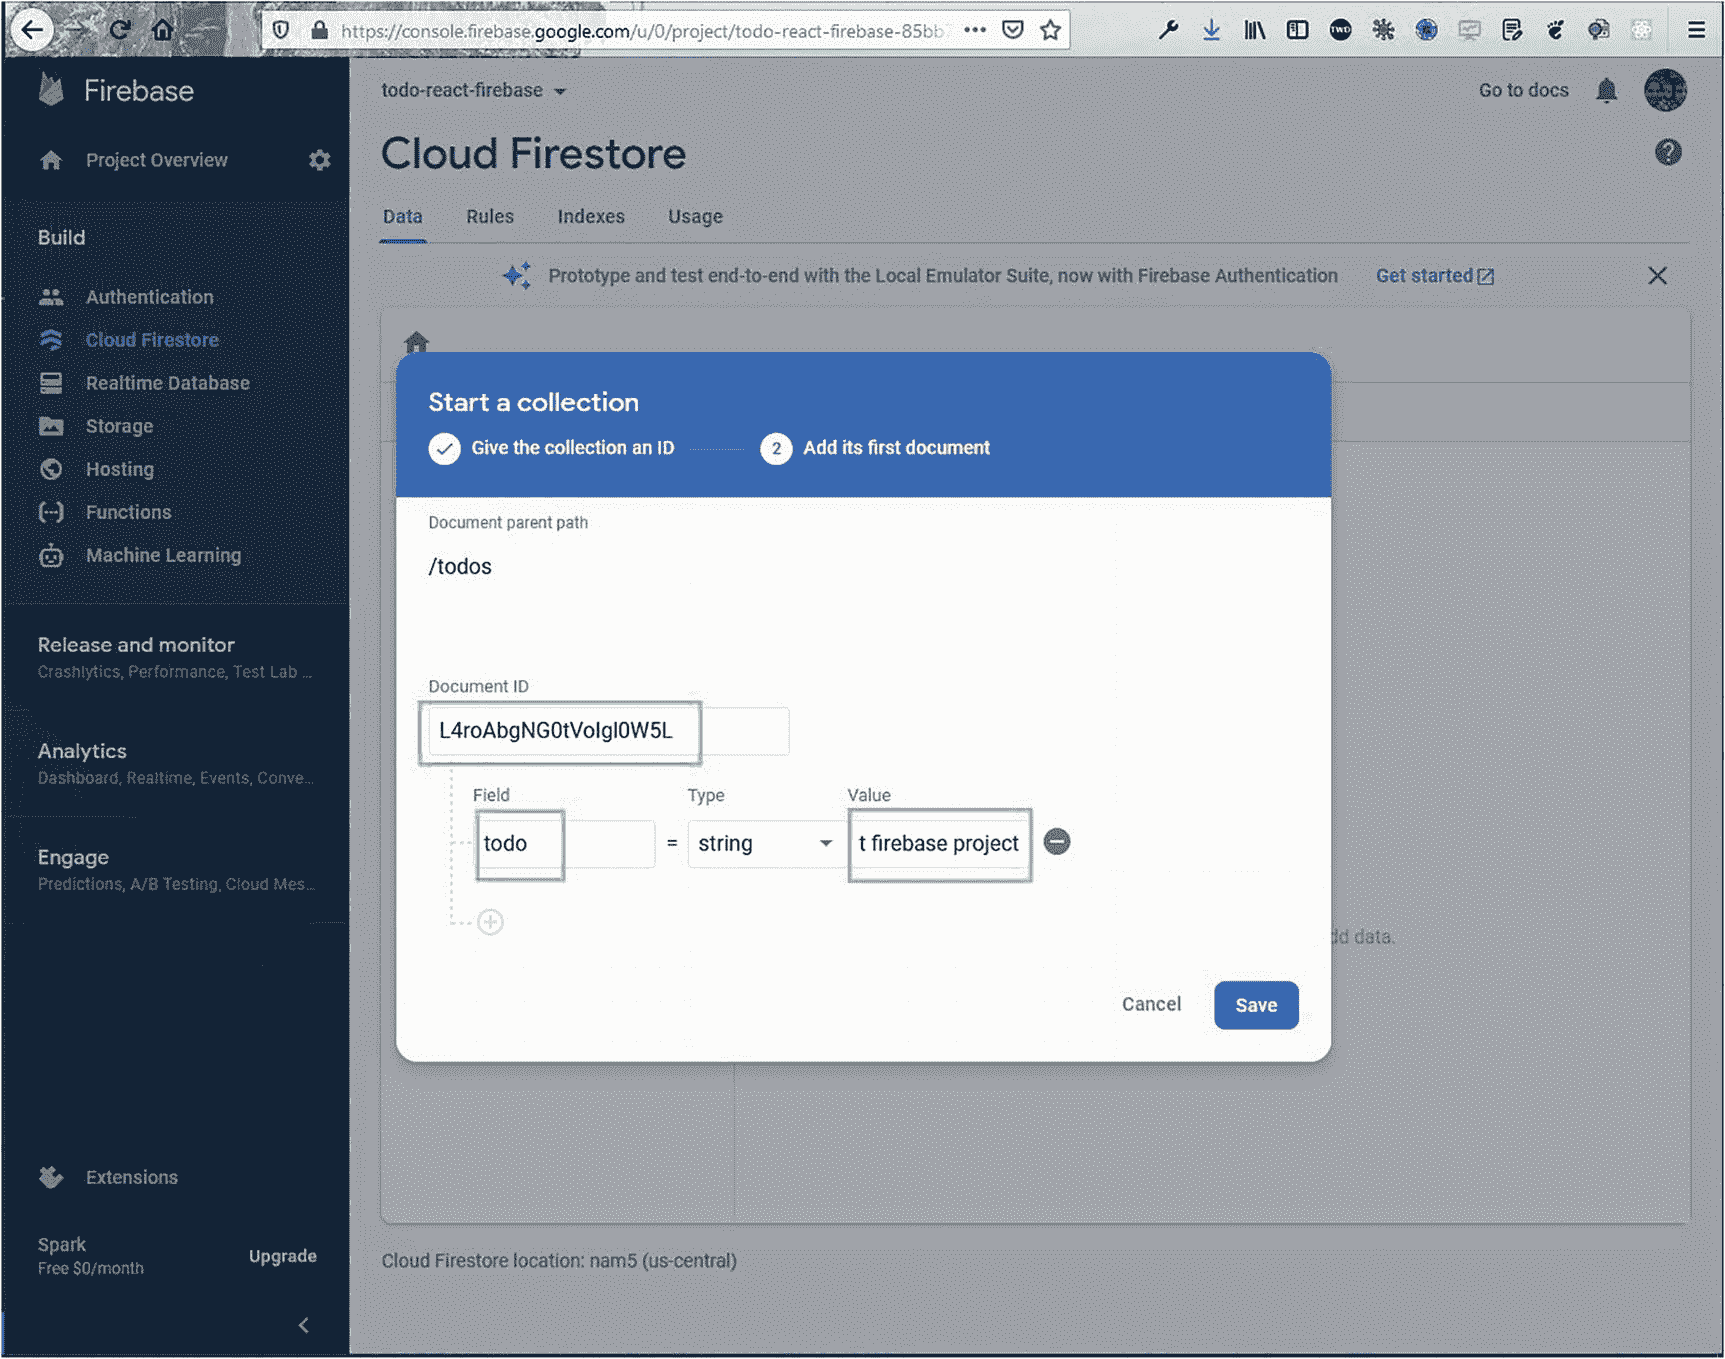 https://console.firebase.google.com/u/0/project/todo-react-firebase-85bb
TWD
Firebase
Project Overview
Build
Authentication
Cloud Firestore
Realtime Database
Storage
Hosting
Functions
Machine Learning
Release and monitor
Crashlytics, Performance, Test Lab ...
Analytics
Dashboard, Realtime, Events, Conve...
Engage
Predictions, A/B Testing, Cloud Mes...
Extensions
Spark
Free $0/month
Upgrade
todo-react-firebase
Go to docs
Cloud Firestore
Data Rules Indexes Usage
Prototype and test end-to-end with the Local Emulator Suite, now with Firebase Authentication Get started
Start a collection
Give the collection an ID
2 Add its first document
Document parent path
/todos
Document ID
L4roAbgNG0tVoIgl0W5L
Field Type Value
todo = string t firebase project
dd data.
Cancel Save
Cloud Firestore location: nam5 (us-central)